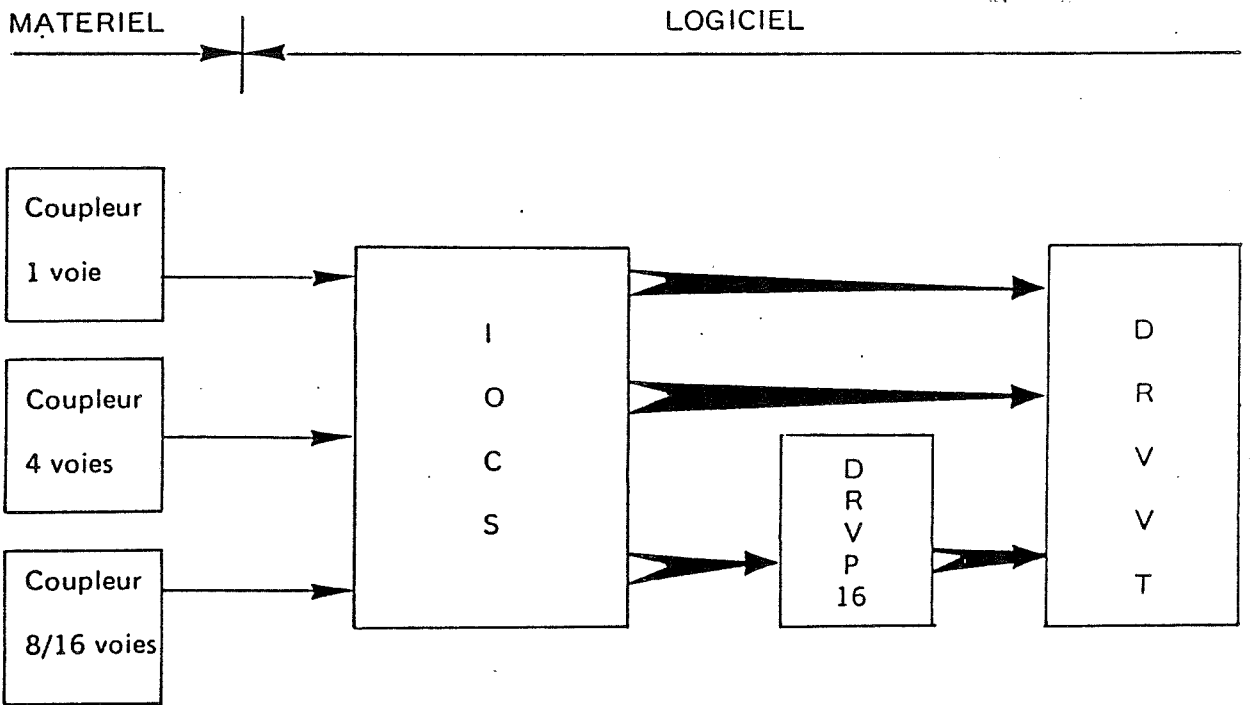 MATERIEL
LOGICIEL
Coupleur
1 voie
Coupleur
4 voies
Coupleur
8/16 voies
I
O
C
S
D
R
V
P
16
D
R
V
V
T